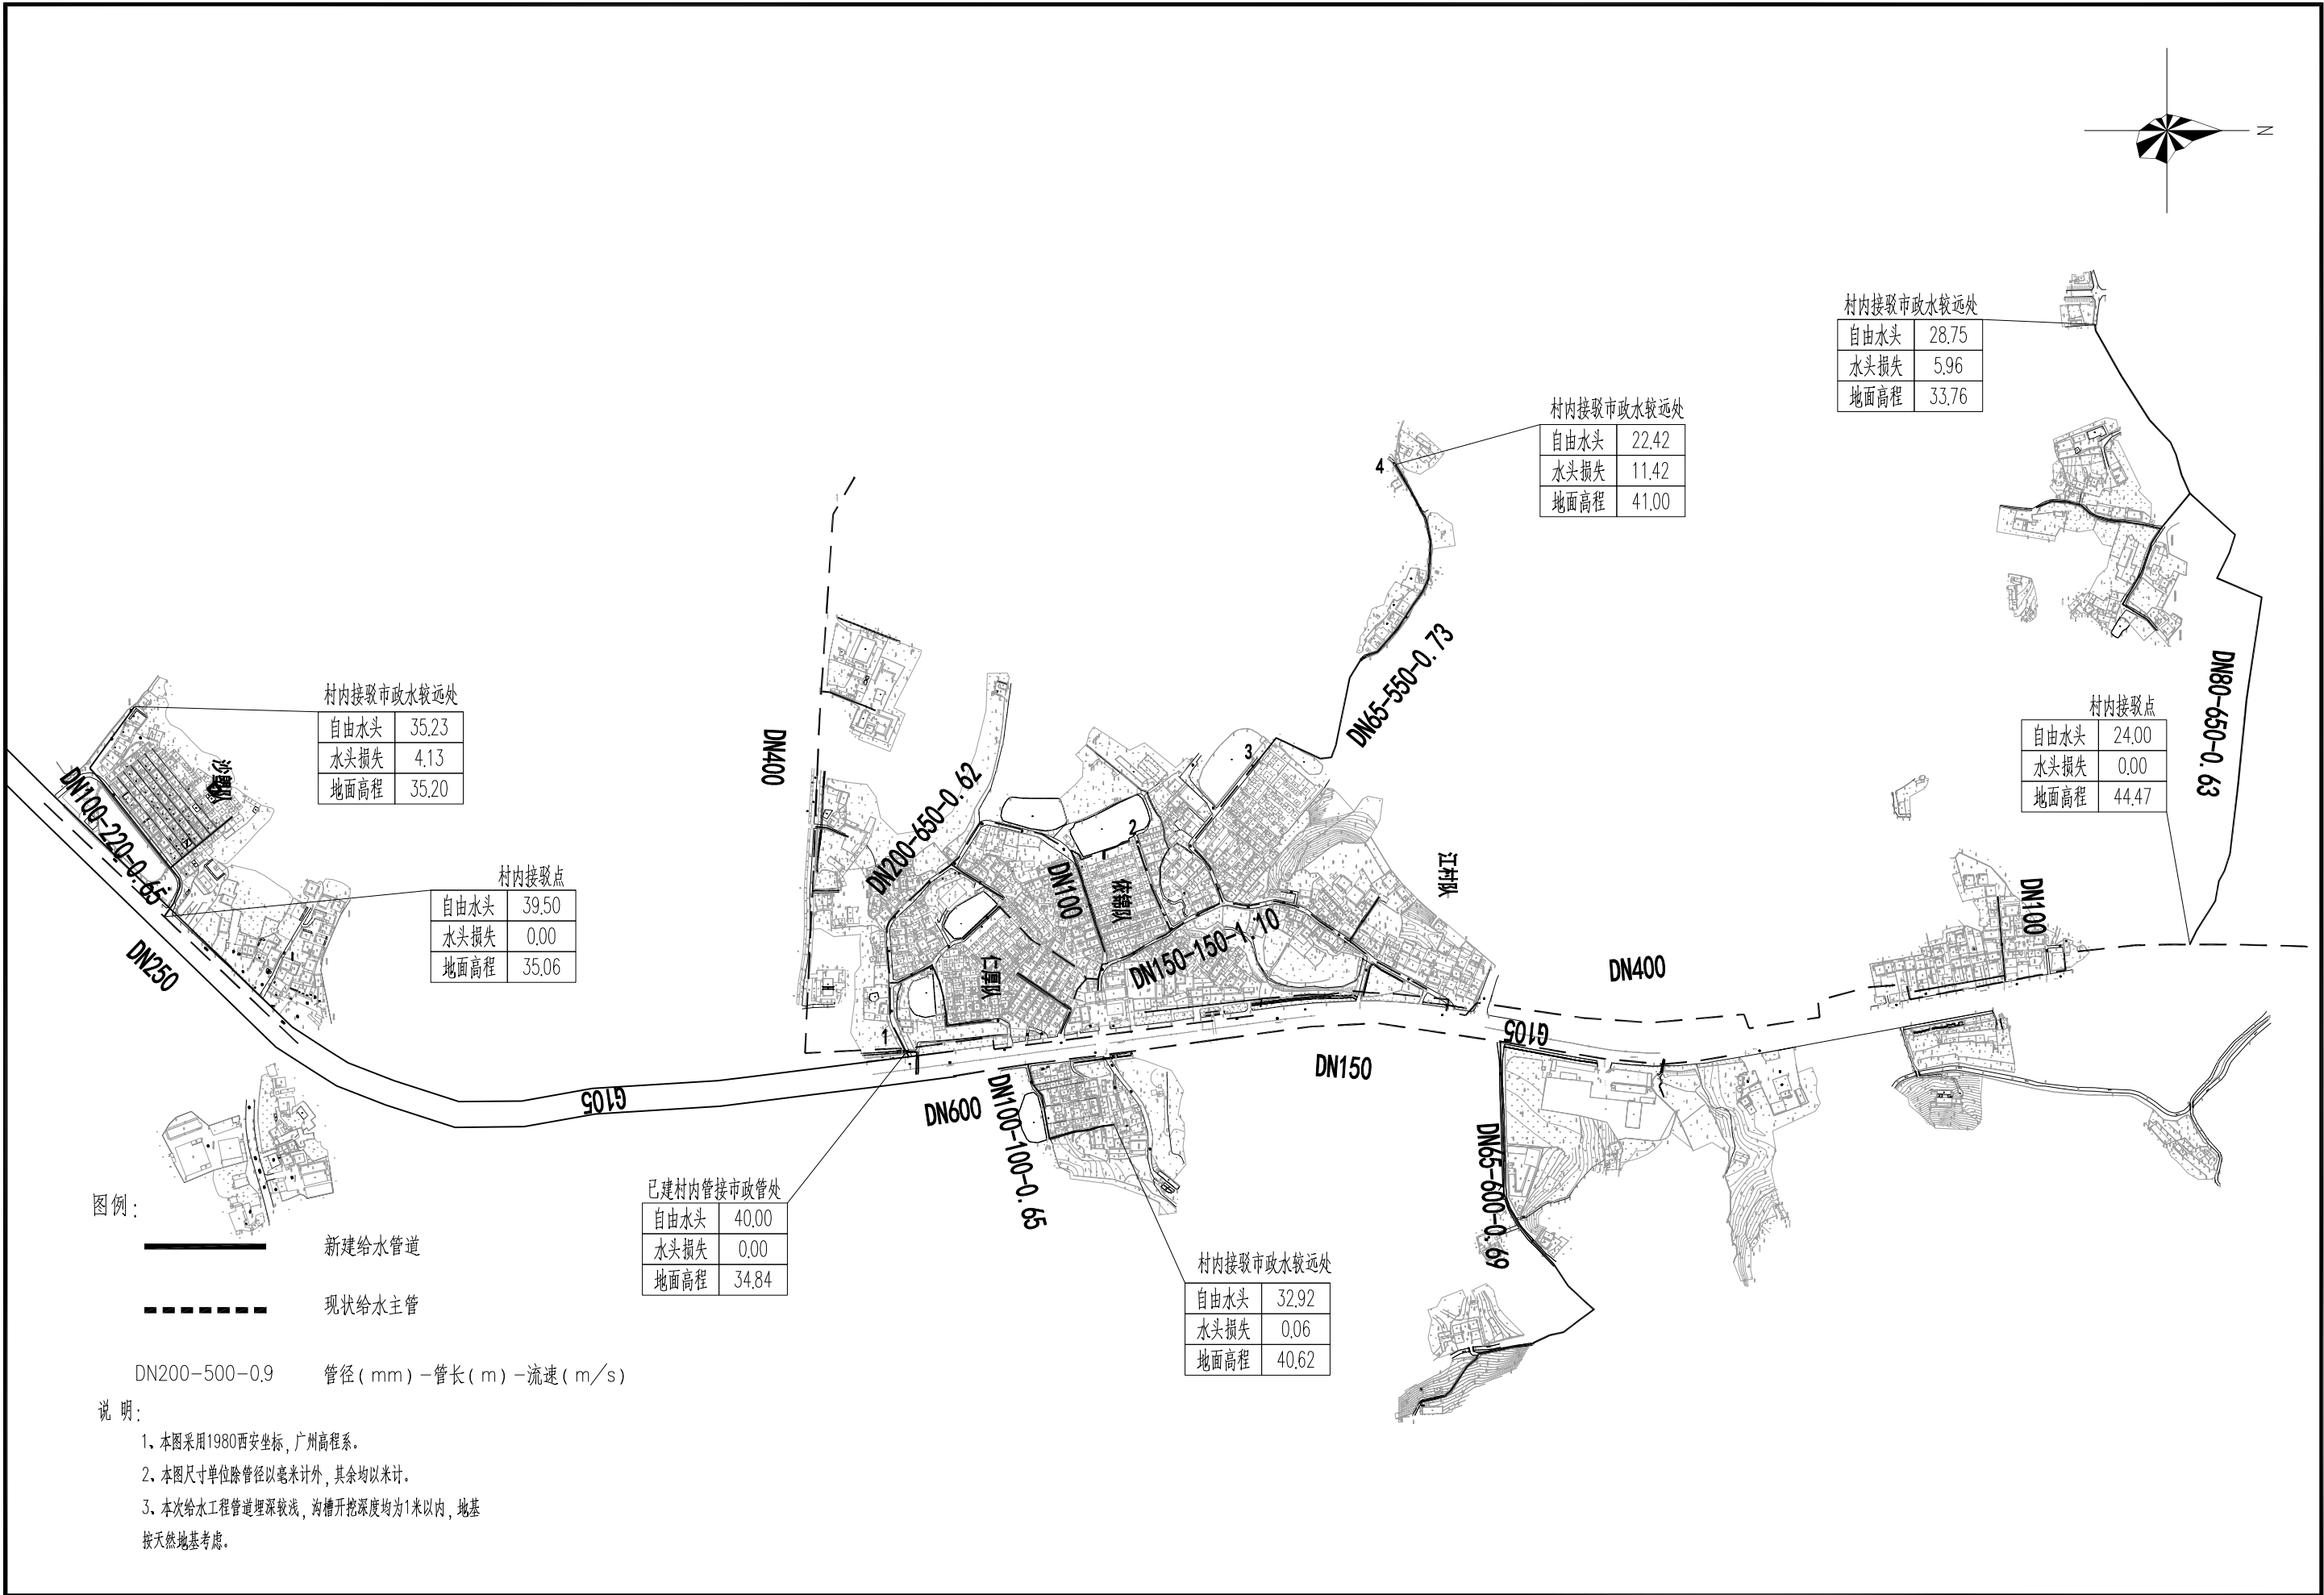 N
村内接驳市政水较远处
自由水头 28.75
水头损失 5.96
地面高程 33.76
村内接驳市政水较远处
自由水头 22.42
水头损失 11.42
地面高程 41.00
4
DN65-550-0.73
DN80-650-0.63
村内接驳点
自由水头 24.00
水头损失 0.00
地面高程 44.47
村内接驳市政水较远处
自由水头 35.23
水头损失 4.13
地面高程 35.20
DN100-220-0.65
DN400
DN200-650-0.62
3
2
DN100
依锦队
江村队
仁厚队
DN150-150-1.10
DN100
村内接驳点
自由水头 39.50
水头损失 0.00
地面高程 35.06
DN250
DN400
1
G105
G105
DN150
DN600
DN100-100-0.65
DN65-600-0.69
已建村内管接市政管处
自由水头 40.00
水头损失 0.00
地面高程 34.84
村内接驳市政水较远处
自由水头 32.92
水头损失 0.06
地面高程 40.62
图例:
新建给水管道
现状给水主管
DN200-500-0.9 管径(mm)-管长(m)-流速(m/s)
说 明:
1、本图采用1980西安坐标,广州高程系。
2、本图尺寸单位除管径以毫米计外,其余均以米计。
3、本次给水工程管道埋深较浅,沟槽开挖深度均为1米以内,地基
按天然地基考虑。